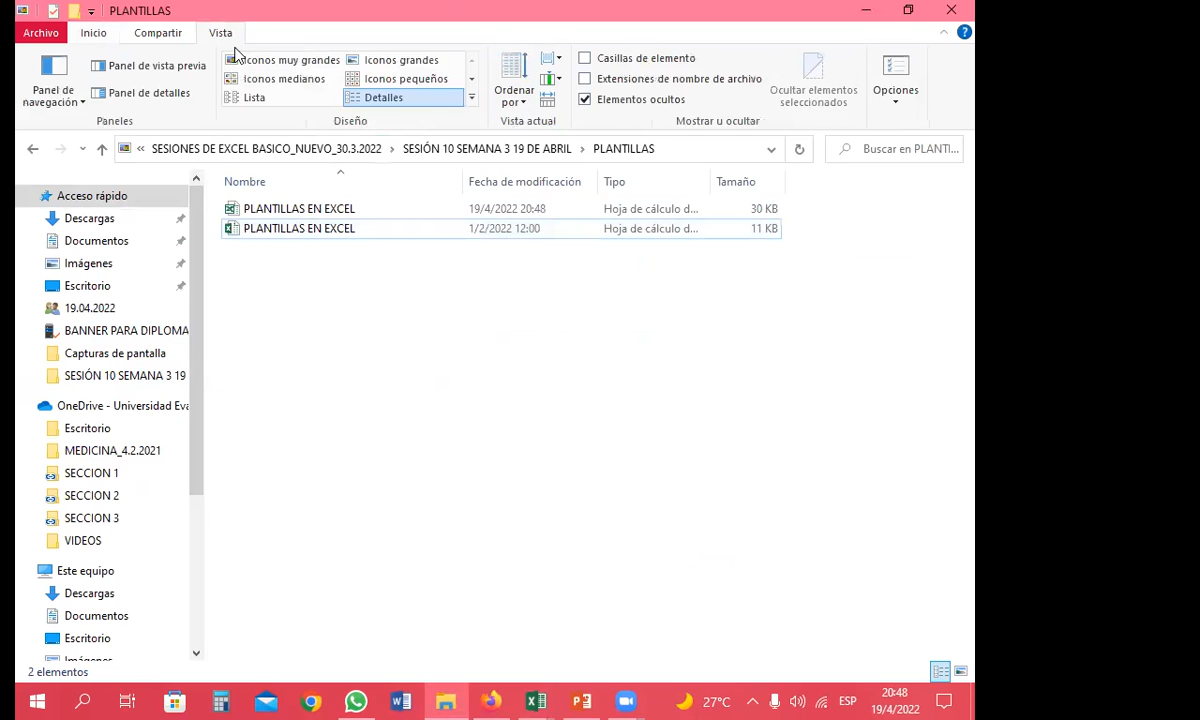 PLANTILLAS
Archivo Inicio Compartir Vista
Panel de navegación
Panel de vista previa
Panel de detalles
Paneles
Iconos muy grandes Iconos grandes
Iconos medianos Iconos pequeños
Lista Detalles
Diseño
Ordenar por
Vista actual
Casillas de elemento
Extensiones de nombre de archivo
Elementos ocultos
Ocultar elementos seleccionados
Mostrar u ocultar
Opciones
« SESIONES DE EXCEL BASICO_NUEVO_30.3.2022 > SESIÓN 10 SEMANA 3 19 DE ABRIL > PLANTILLAS
Buscar en PLANTI...
Nombre Fecha de modificación Tipo Tamaño
PLANTILLAS EN EXCEL 19/4/2022 20:48 Hoja de cálculo d... 30 KB
PLANTILLAS EN EXCEL 1/2/2022 12:00 Hoja de cálculo d... 11 KB
Acceso rápido
Descargas
Documentos
Imágenes
Escritorio
19.04.2022
BANNER PARA DIPLOMA
Capturas de pantalla
SESIÓN 10 SEMANA 3 19
OneDrive - Universidad Eva
Escritorio
MEDICINA_4.2.2021
SECCION 1
SECCION 2
SECCION 3
VIDEOS
Este equipo
Descargas
Documentos
Escritorio
Imágenes
2 elementos
27°C ESP 20:48
19/4/2022